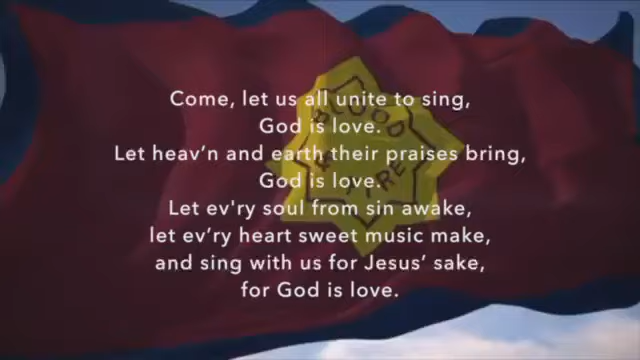 Come, let us all unite to sing,
God is love.
Let heav’n and earth their praises bring,
God is love.
Let ev'ry soul from sin awake,
let ev’ry heart sweet music make,
and sing with us for Jesus’ sake,
for God is love.
BLOOD
FIRE